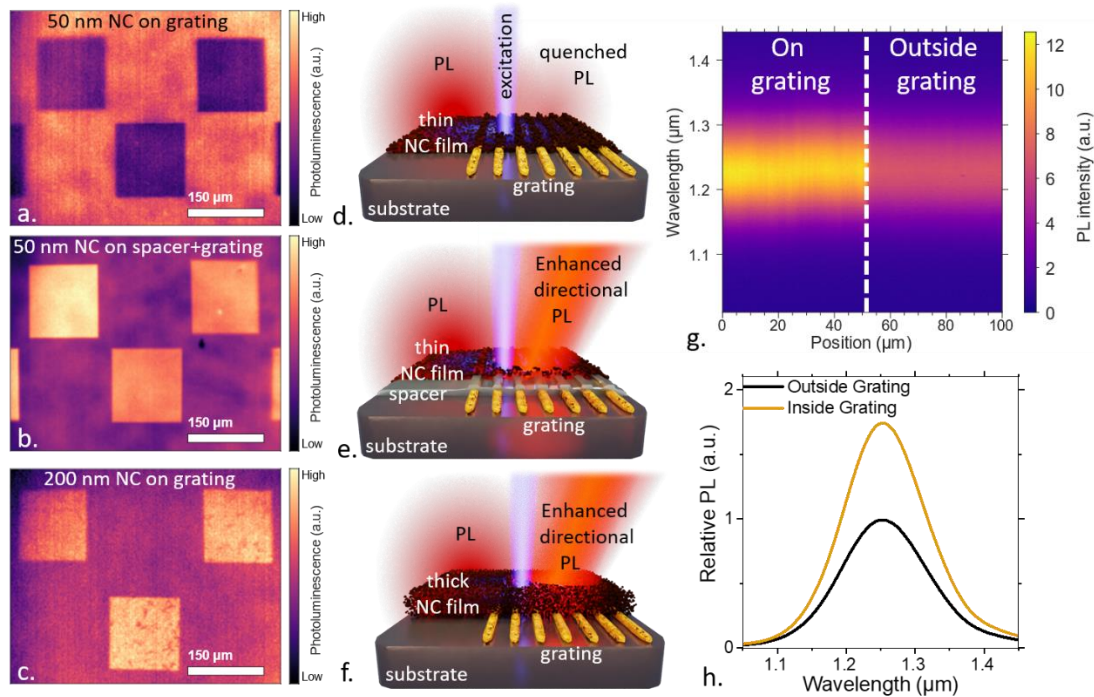 50 nm NC on grating
150 µm
a.
High
Photoluminescence (a.u.)
Low
50 nm NC on spacer+grating
150 µm
b.
High
Photoluminescence (a.u.)
Low
200 nm NC on grating
150 µm
c.
High
Photoluminescence (a.u.)
Low
PL
excitation
quenched
PL
thin
NC film
grating
substrate
d.
PL
Enhanced
directional
PL
thin
NC film
spacer
grating
substrate
e.
PL
Enhanced
directional
PL
thick
NC film
grating
substrate
f.
On
grating
Outside
grating
Wavelength (µm)
1.4
1.3
1.2
1.1
0 20 40 60 80 100
Position (µm)
g.
12
10
8
6
4
2
0
PL intensity (a.u.)
Outside Grating
Inside Grating
Relative PL (a.u.)
2
1
0
1.1 1.2 1.3 1.4
Wavelength (µm)
h.